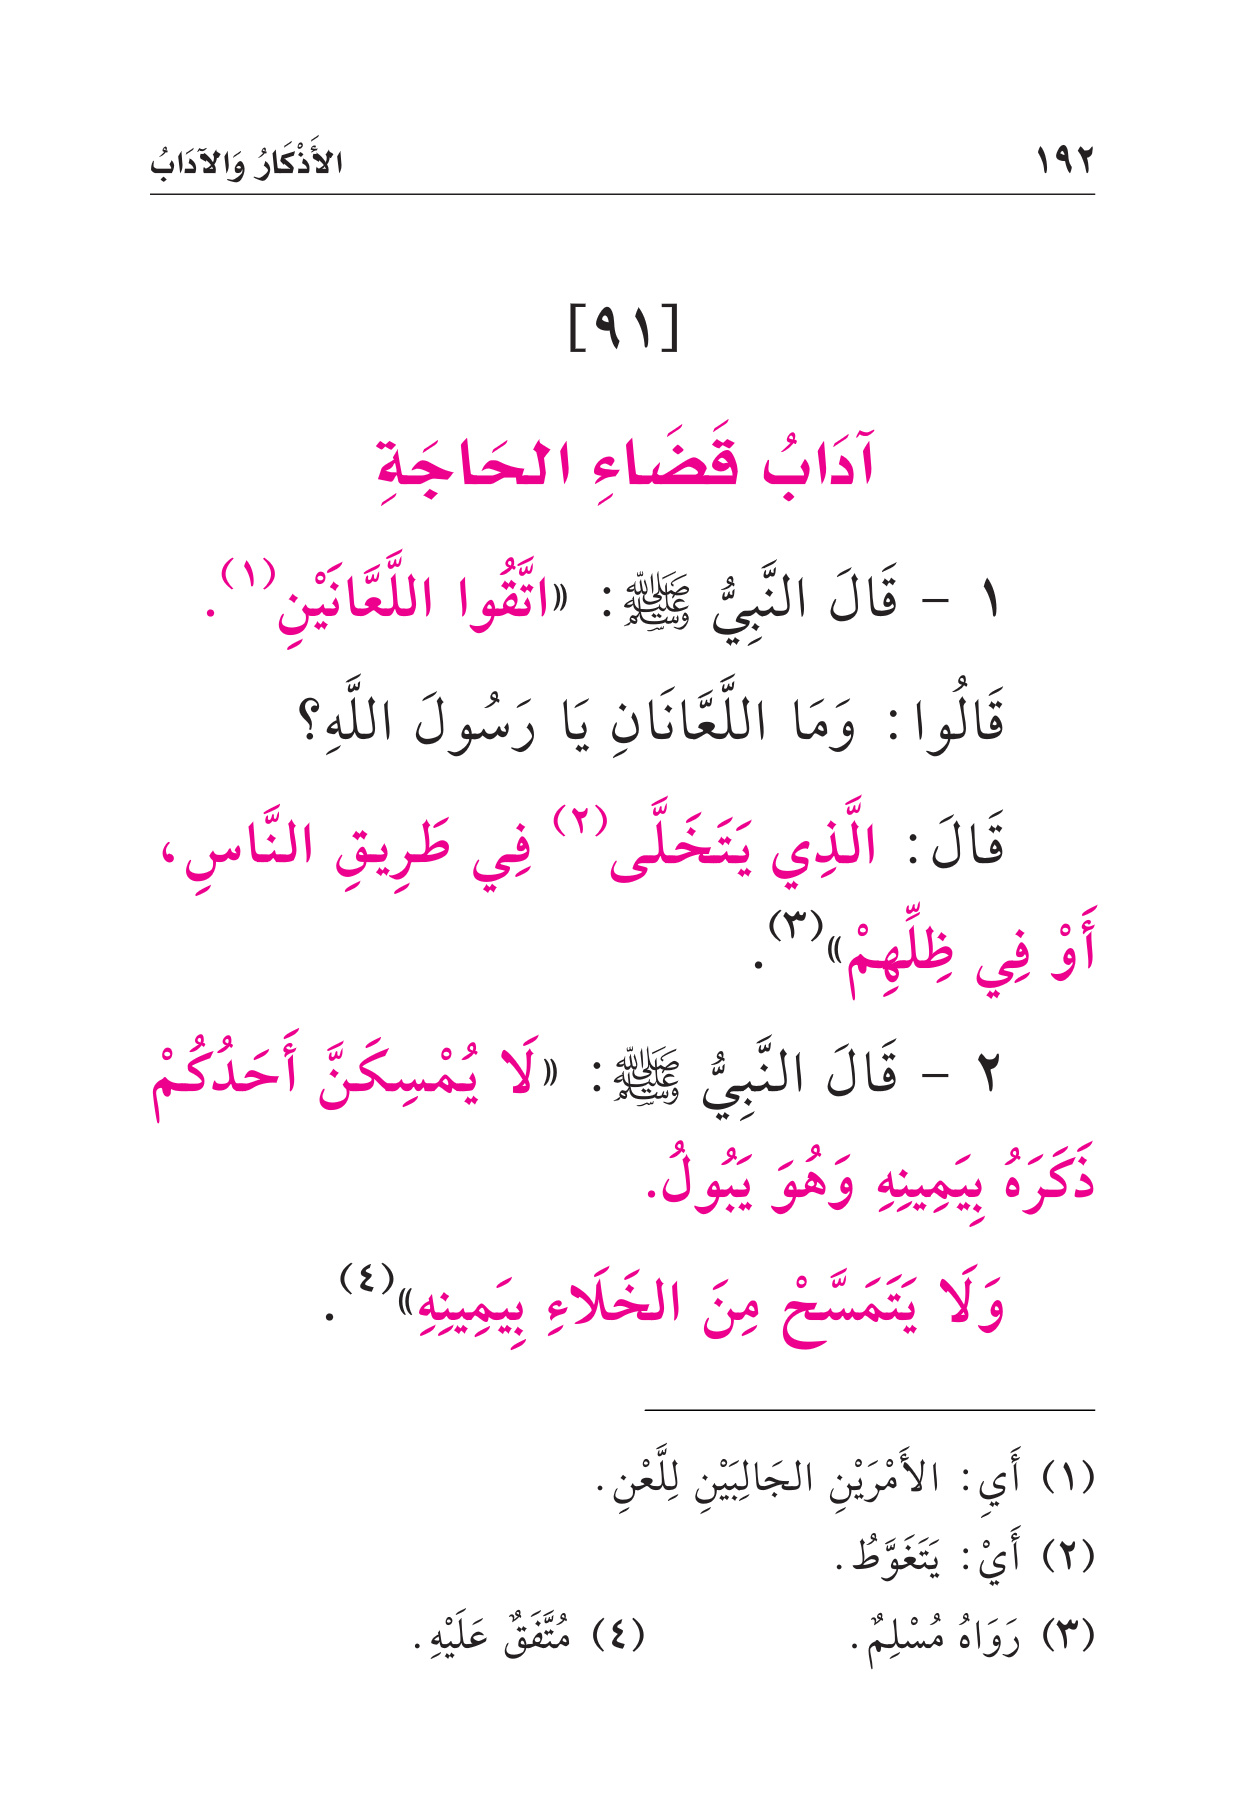 ١٩٢ الأَذْكَارُ وَالآدَابُ
[٩١]
آدَابُ قَضَاءِ الحَاجَةِ
١ - قَالَ النَّبِيُّ ﷺ: «اتَّقُوا اللَّعَّانَيْنِ(١).
قَالُوا: وَمَا اللَّعَّانَانِ يَا رَسُولَ اللَّهِ؟
قَالَ: الَّذِي يَتَخَلَّى(٢) فِي طَرِيقِ النَّاسِ،
أَوْ فِي ظِلِّهِمْ»(٣).
٢ - قَالَ النَّبِيُّ ﷺ: «لَا يُمْسِكَنَّ أَحَدُكُمْ
ذَكَرَهُ بِيَمِينِهِ وَهُوَ يَبُولُ.
وَلَا يَتَمَسَّحْ مِنَ الخَلَاءِ بِيَمِينِهِ»(٤).
(١) أَيِ: الأَمْرَيْنِ الجَالِبَيْنِ لِلَّعْنِ.
(٢) أَيْ: يَتَغَوَّطُ.
(٣) رَوَاهُ مُسْلِمٌ. (٤) مُتَّفَقٌ عَلَيْهِ.